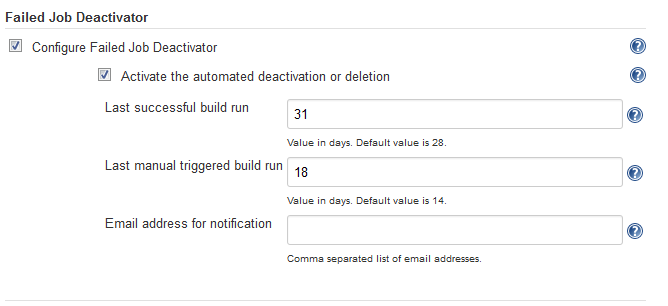 Failed Job Deactivator
Configure Failed Job Deactivator
Activate the automated deactivation or deletion
Last successful build run
31
Value in days. Default value is 28.
Last manual triggered build run
18
Value in days. Default value is 14.
Email address for notification
Comma separated list of email addresses.